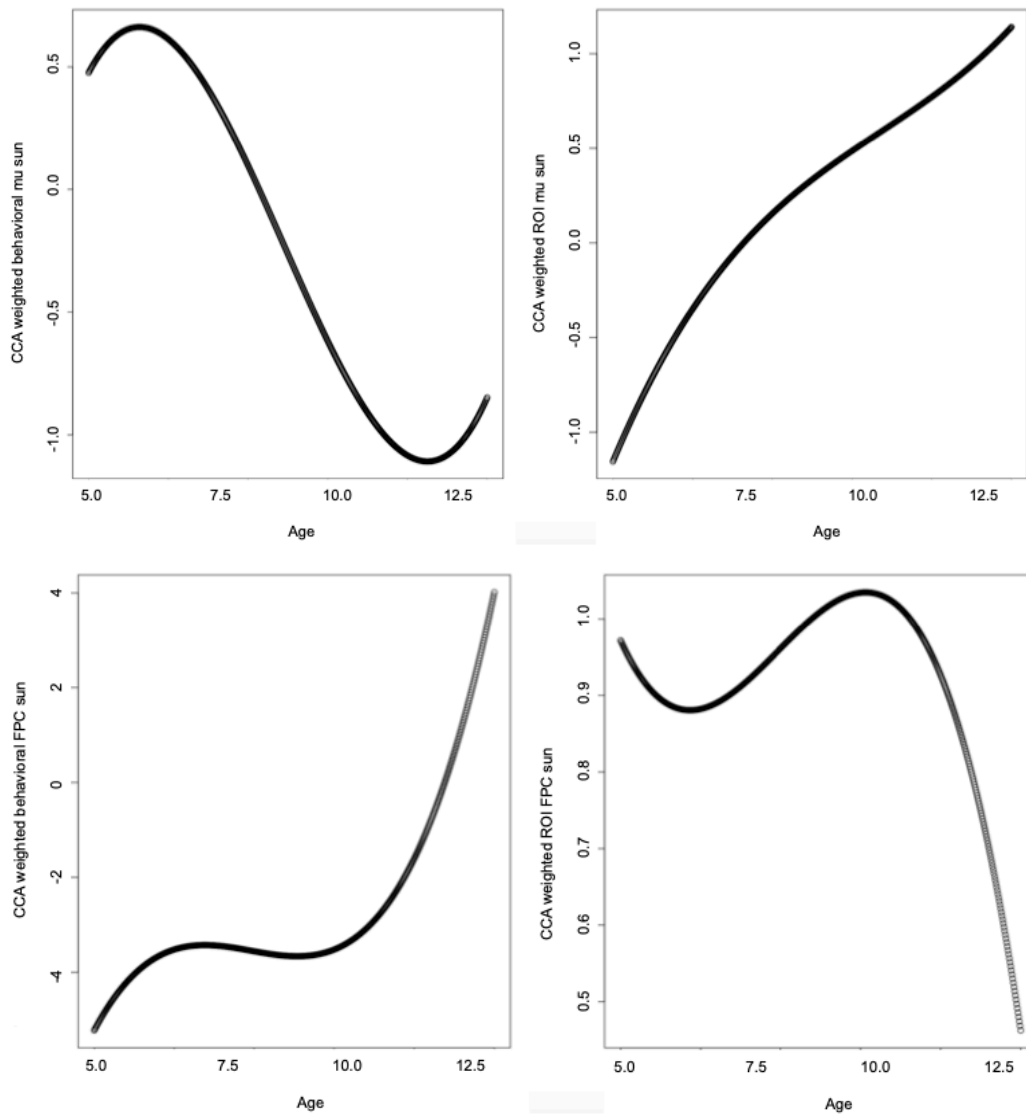 CCA weighted behavioral mu sun
0.5
0.0
-0.5
-1.0
5.0 7.5 10.0 12.5
Age
CCA weighted ROI mu sun
1.0
0.5
0.0
-0.5
-1.0
5.0 7.5 10.0 12.5
Age
CCA weighted behavioral FPC sun
4
2
0
-2
-4
5.0 7.5 10.0 12.5
Age
CCA weighted ROI FPC sun
1.0
0.9
0.8
0.7
0.6
0.5
5.0 7.5 10.0 12.5
Age